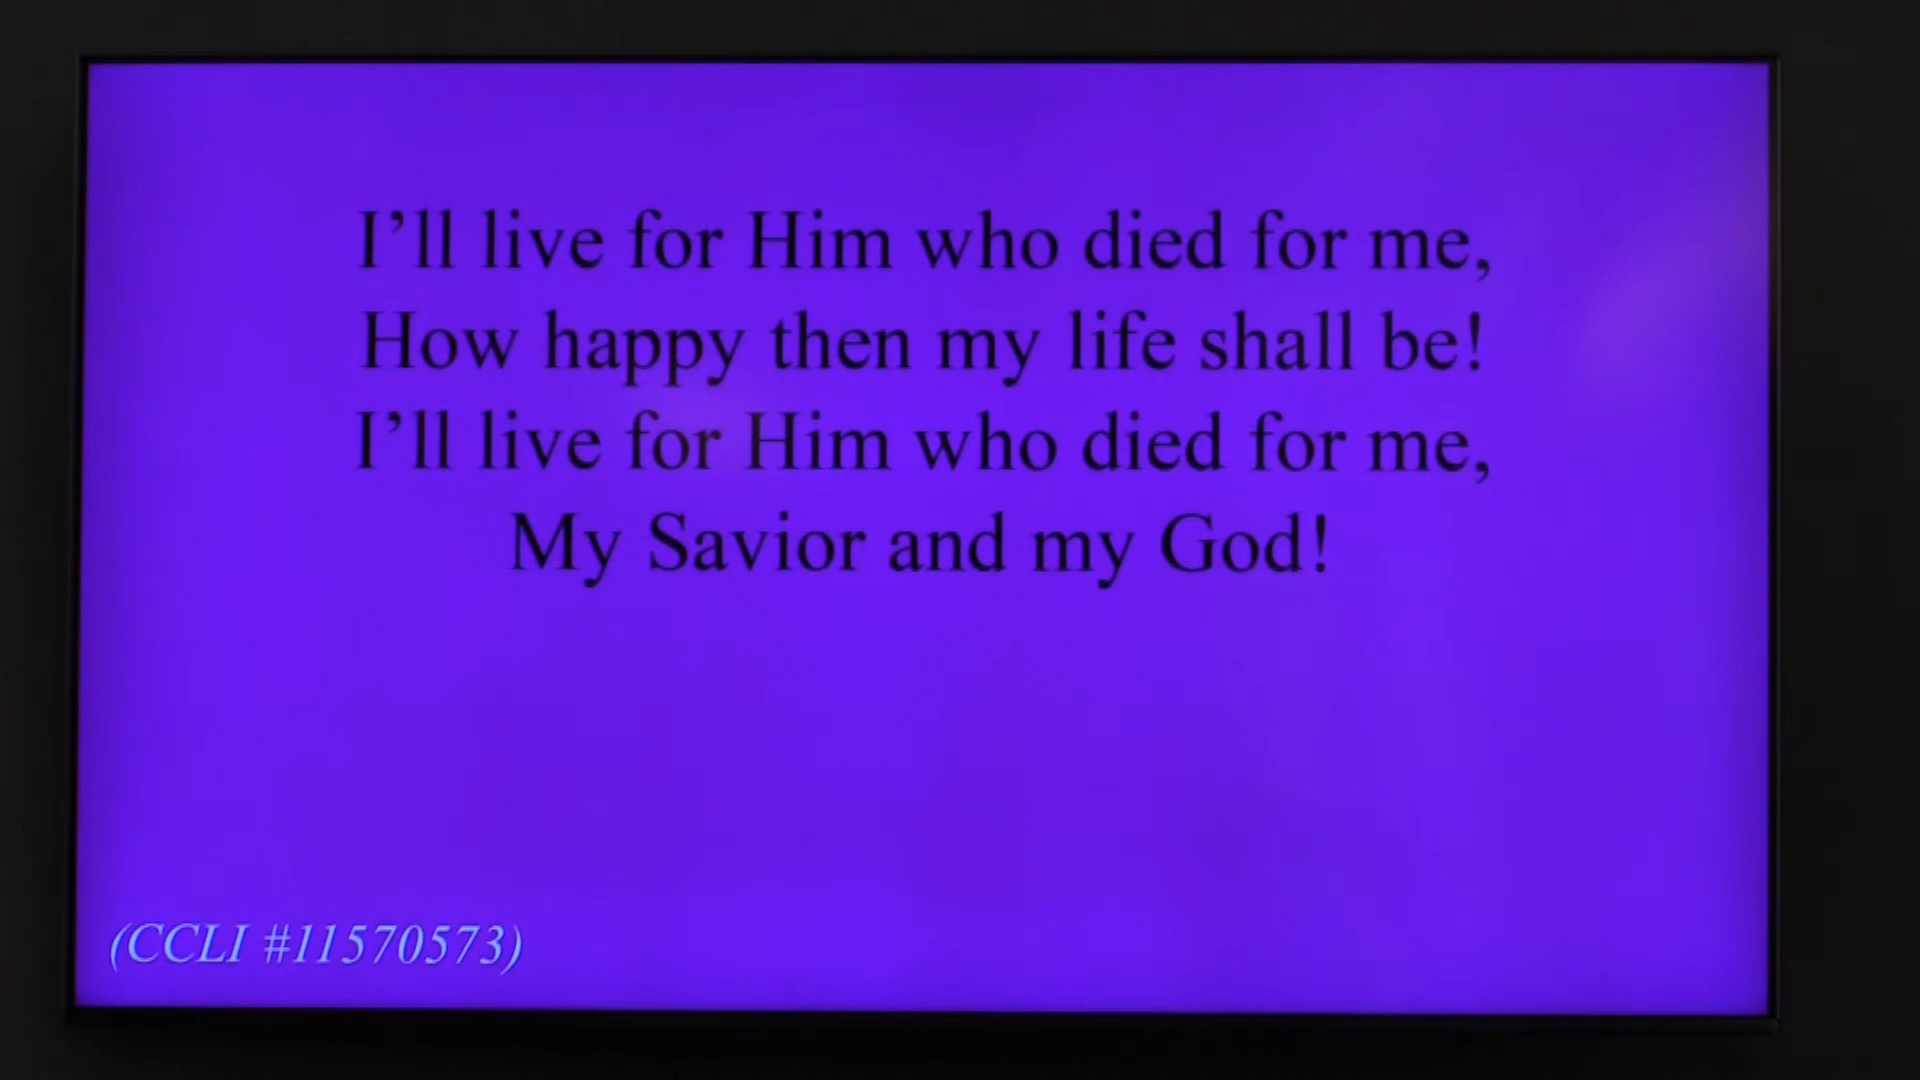 I’ll live for Him who died for me,
How happy then my life shall be!
I’ll live for Him who died for me,
My Savior and my God!
(CCLI #11570573)